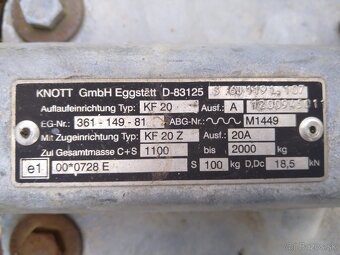 KNOTT GmbH Eggstätt D-83125
Auflaufeinrichtung Typ: KF 20 Ausf.: A
EG-Nr.: 361-149-81 ABG-Nr.: M1449
Mit Zugeinrichtung Typ: KF 20 Z Ausf.: 20A
Zul Gesamtmasse C+S 1100 bis 2000 kg
e1 00*0728 E S 100 kg D,Dc 18,5 kN